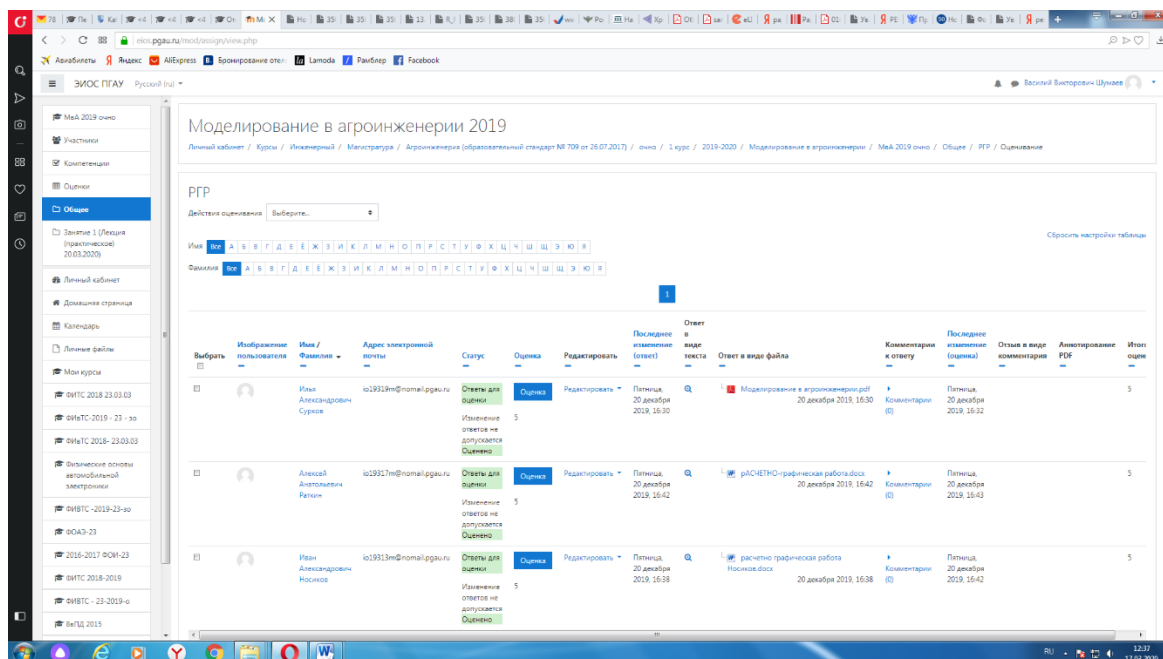 eios.pgau.ru/mod/assign/view.php
Авиабилеты Яндекс AliExpress Бронирование отел Lamoda Рамблер Facebook
ЭИОС ПГАУ Русский (ru)
Василий Викторович Шумаев
МвА 2019 очно
Участники
Компетенции
Оценки
Общее
Занятие 1 (Лекция
(практическое)
20.03.2020)
Личный кабинет
Домашняя страница
Календарь
Личные файлы
Мои курсы
ФИТС 2018 23.03.03
ФИвТС-2019 - 23 - зо
ФИвТС 2018- 23.03.03
Физические основы
автомобильной
электроники
ФИВТС -2019-23-зо
ФОАЭ-23
2016-2017 ФОИ-23
ФИТС 2018-2019
ФИВТС - 23-2019-о
ВвПД 2015
Моделирование в агроинженерии 2019
Личный кабинет / Курсы / Инженерный / Магистратура / Агроинженерия (образовательный стандарт № 709 от 26.07.2017) / очно / 1 курс / 2019-2020 / Моделирование в агроинженерии / МвА 2019 очно / Общее / РГР / Оценивание
РГР
Действия оценивания Выберите...
Сбросить настройки таблицы
Имя Все А Б В Г Д Е Ё Ж З И К Л М Н О П Р С Т У Ф Х Ц Ч Ш Щ Э Ю Я
Фамилия Все А Б В Г Д Е Ё Ж З И К Л М Н О П Р С Т У Ф Х Ц Ч Ш Щ Э Ю Я
1
Выбрать
Изображение
пользователя
Имя /
Фамилия
Адрес электронной
почты
Статус
Оценка
Редактировать
Последнее
изменение
(ответ)
Ответ
в
виде
текста
Ответ в виде файла
Комментарии
к ответу
Последнее
изменение
(оценка)
Отзыв в виде
комментария
Аннотирование
PDF
Итого
оцен
Илья
Александрович
Сурков
io19319m@nomail.pgau.ru
Ответы для
оценки
Изменение
ответов не
допускается
Оценено
Оценка
5
Редактировать
Пятница,
20 декабря
2019, 16:30
Моделирование в агроинженерии.pdf
20 декабря 2019, 16:30
Комментарии
(0)
Пятница,
20 декабря
2019, 16:32
5
Алексей
Анатольевич
Раткин
io19317m@nomail.pgau.ru
Ответы для
оценки
Изменение
ответов не
допускается
Оценено
Оценка
5
Редактировать
Пятница,
20 декабря
2019, 16:42
рАСЧЕТНО-графическая работа.docx
20 декабря 2019, 16:42
Комментарии
(0)
Пятница,
20 декабря
2019, 16:43
5
Иван
Александрович
Носиков
io19313m@nomail.pgau.ru
Ответы для
оценки
Изменение
ответов не
допускается
Оценено
Оценка
5
Редактировать
Пятница,
20 декабря
2019, 16:38
расчетно графическая работа
Носиков.docx
20 декабря 2019, 16:38
Комментарии
(0)
Пятница,
20 декабря
2019, 16:42
5
RU
12:37
17.03.2020